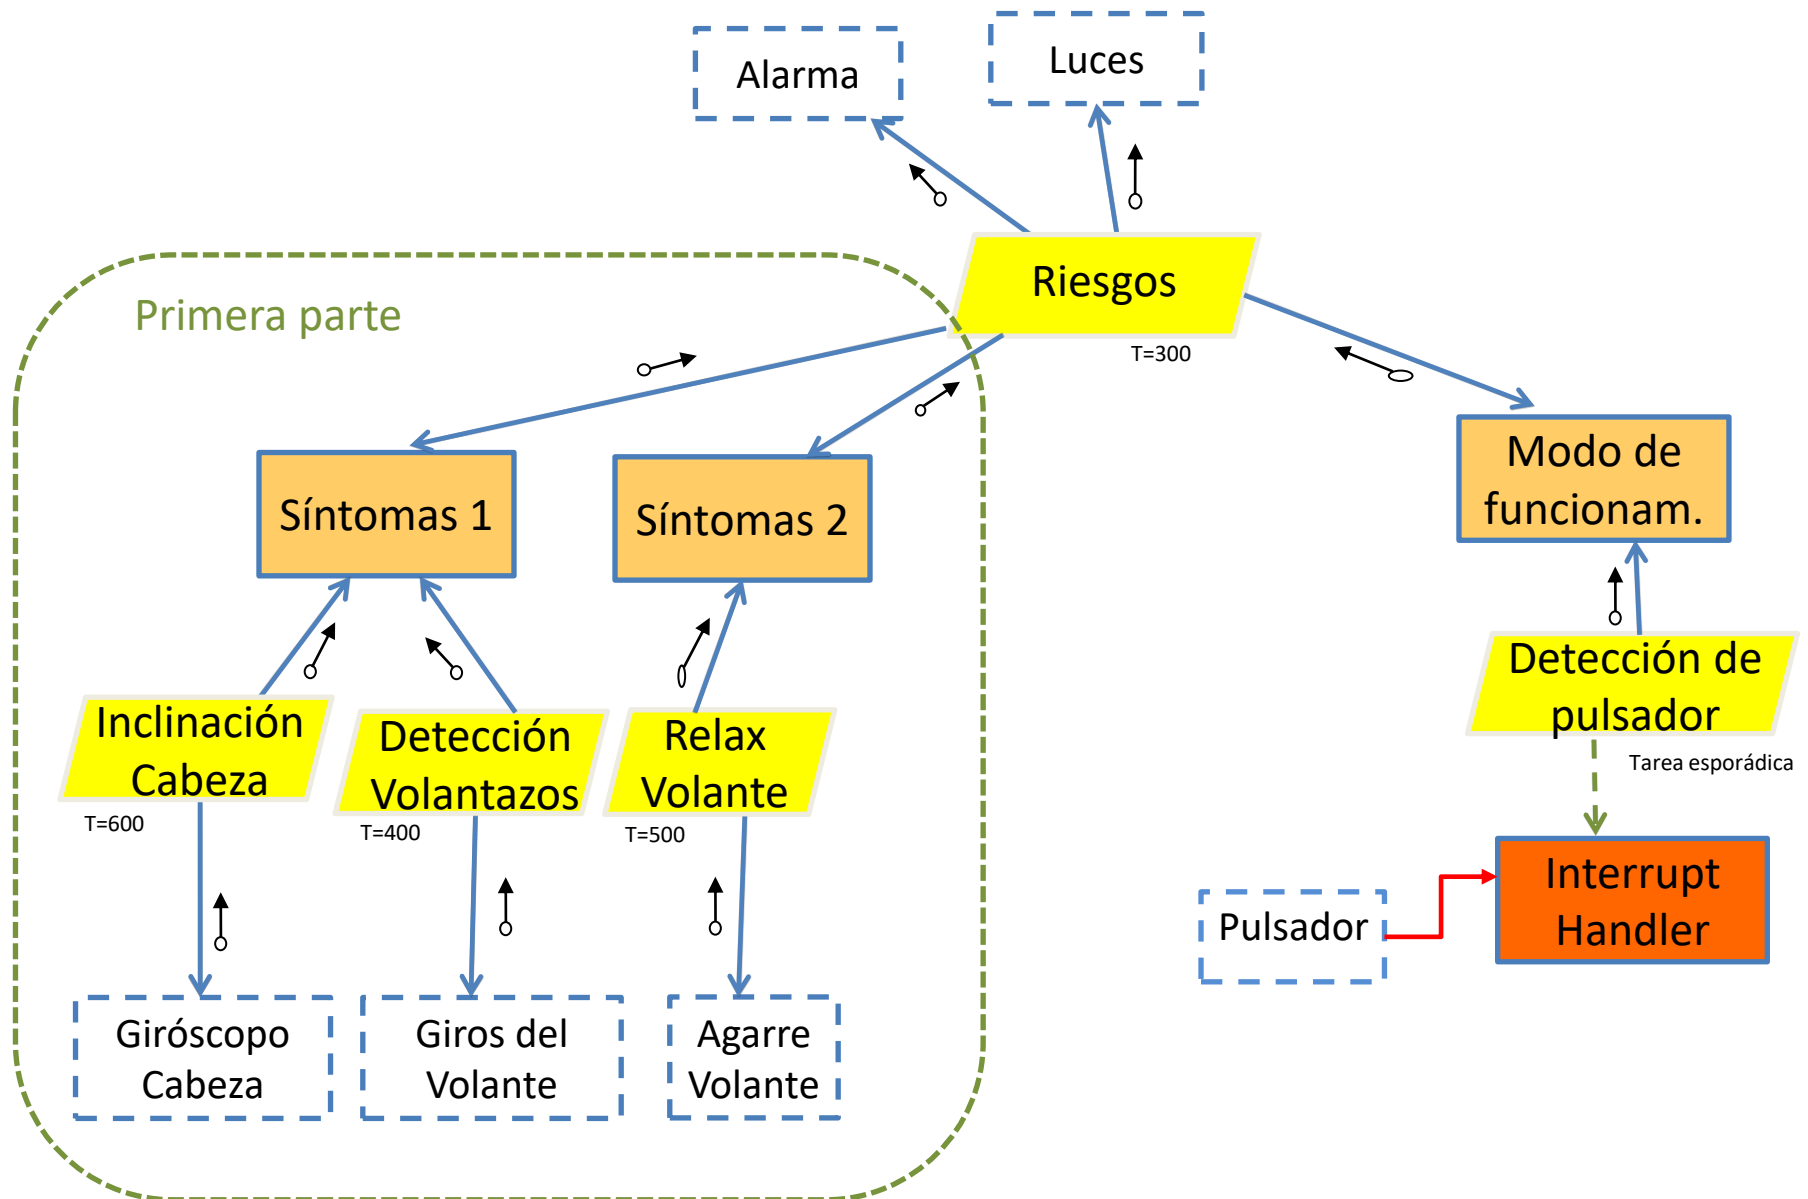 Alarma
Luces
Riesgos
T=300
Primera parte
Síntomas 1
Síntomas 2
Modo de
funcionam.
Inclinación
Cabeza
T=600
Detección
Volantazos
T=400
Relax
Volante
T=500
Detección de
pulsador
Tarea esporádica
Interrupt
Handler
Pulsador
Giróscopo
Cabeza
Giros del
Volante
Agarre
Volante